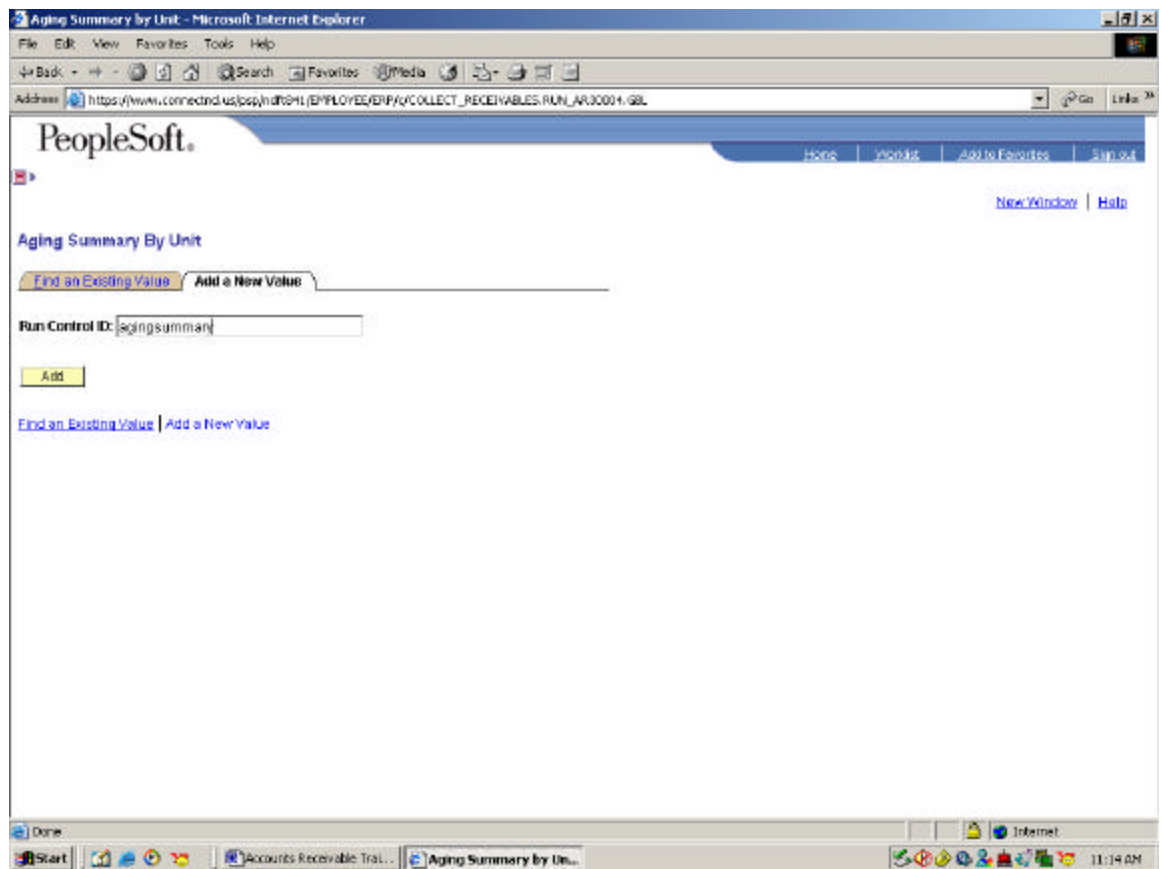 Aging Summary by Unit - Microsoft Internet Explorer
File Edit View Favorites Tools Help
Back Search Favorites Media
Address https://www.connectnd.us/psp/ndft841/EMPLOYEE/ERP/c/COLLECT_RECEIVABLES.RUN_AR30004.GBL Go Links
PeopleSoft.
Home Worklist Add to Favorites Sign out
New Window Help
Aging Summary By Unit
Find an Existing Value Add a New Value
Run Control ID: agingsummary
Add
Find an Existing Value Add a New Value
Done Internet
Start Accounts Receivable Trai... Aging Summary by Un... 11:14 AM